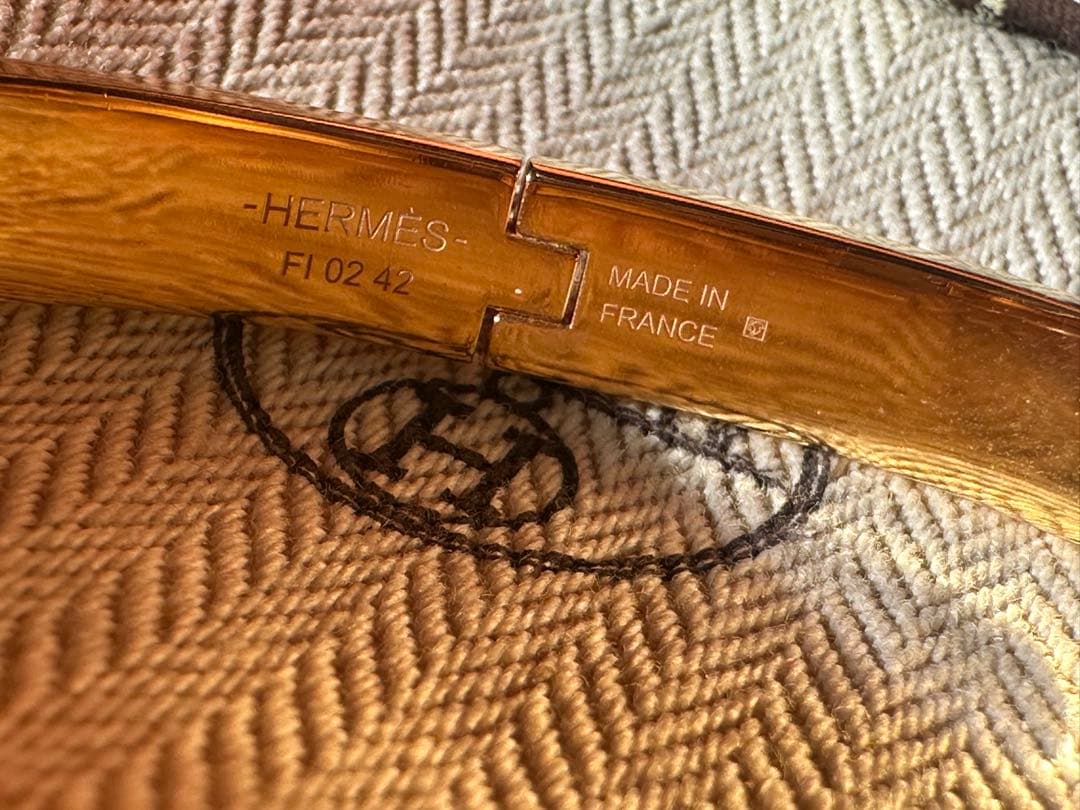 -HERMÈS-
FI 02 42
MADE IN
FRANCE
H